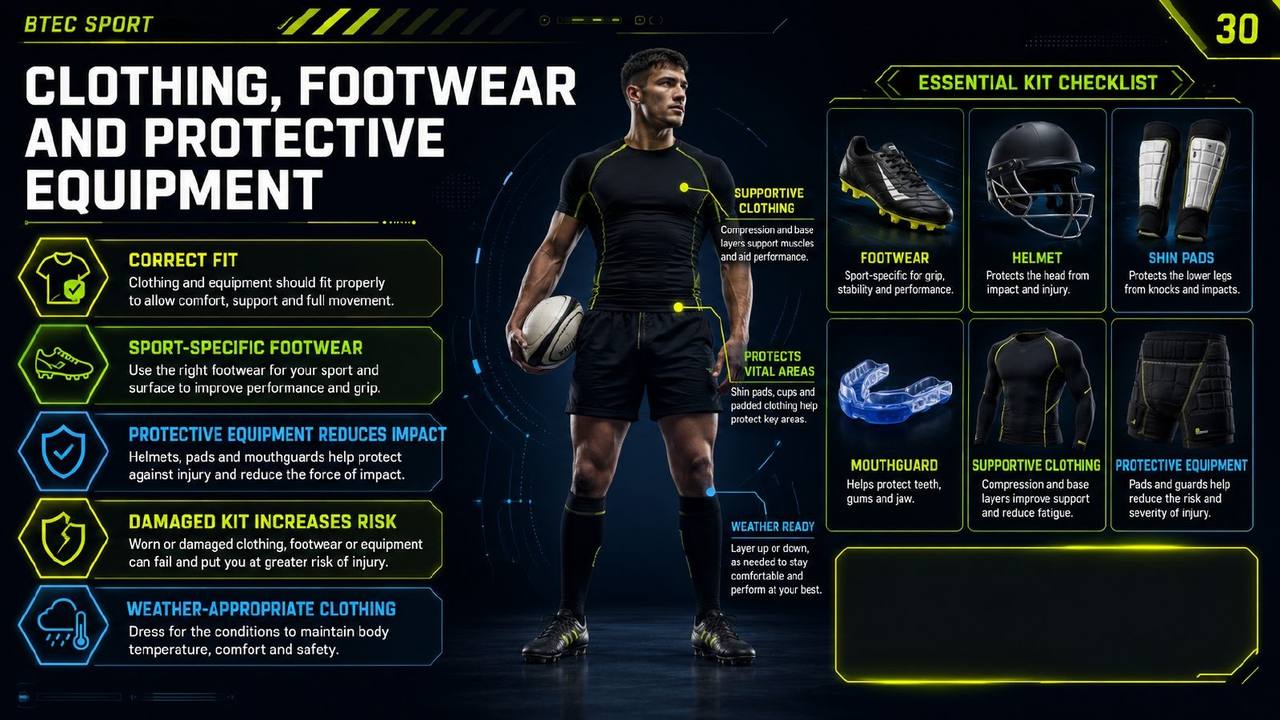 BTEC SPORT
30
CLOTHING, FOOTWEAR
AND PROTECTIVE
EQUIPMENT
CORRECT FIT
Clothing and equipment should fit properly
to allow comfort, support and full movement.
SPORT-SPECIFIC FOOTWEAR
Use the right footwear for your sport and
surface to improve performance and grip.
PROTECTIVE EQUIPMENT REDUCES IMPACT
Helmets, pads and mouthguards help protect
against injury and reduce the force of impact.
DAMAGED KIT INCREASES RISK
Worn or damaged clothing, footwear or equipment
can fail and put you at greater risk of injury.
WEATHER-APPROPRIATE CLOTHING
Dress for the conditions to maintain body
temperature, comfort and safety.
SUPPORTIVE
CLOTHING
Compression and base
layers support muscles
and aid performance.
PROTECTS
VITAL AREAS
Shin pads, cups and
padded clothing help
protect key areas.
WEATHER READY
Layer up or down,
as needed to stay
comfortable and
perform at your best.
ESSENTIAL KIT CHECKLIST
FOOTWEAR
Sport-specific for grip,
stability and performance.
HELMET
Protects the head from
impact and injury.
SHIN PADS
Protects the lower legs
from knocks and impacts.
MOUTHGUARD
Helps protect teeth,
gums and jaw.
SUPPORTIVE CLOTHING
Compression and base
layers improve support
and reduce fatigue.
PROTECTIVE EQUIPMENT
Pads and guards help
reduce the risk and
severity of injury.